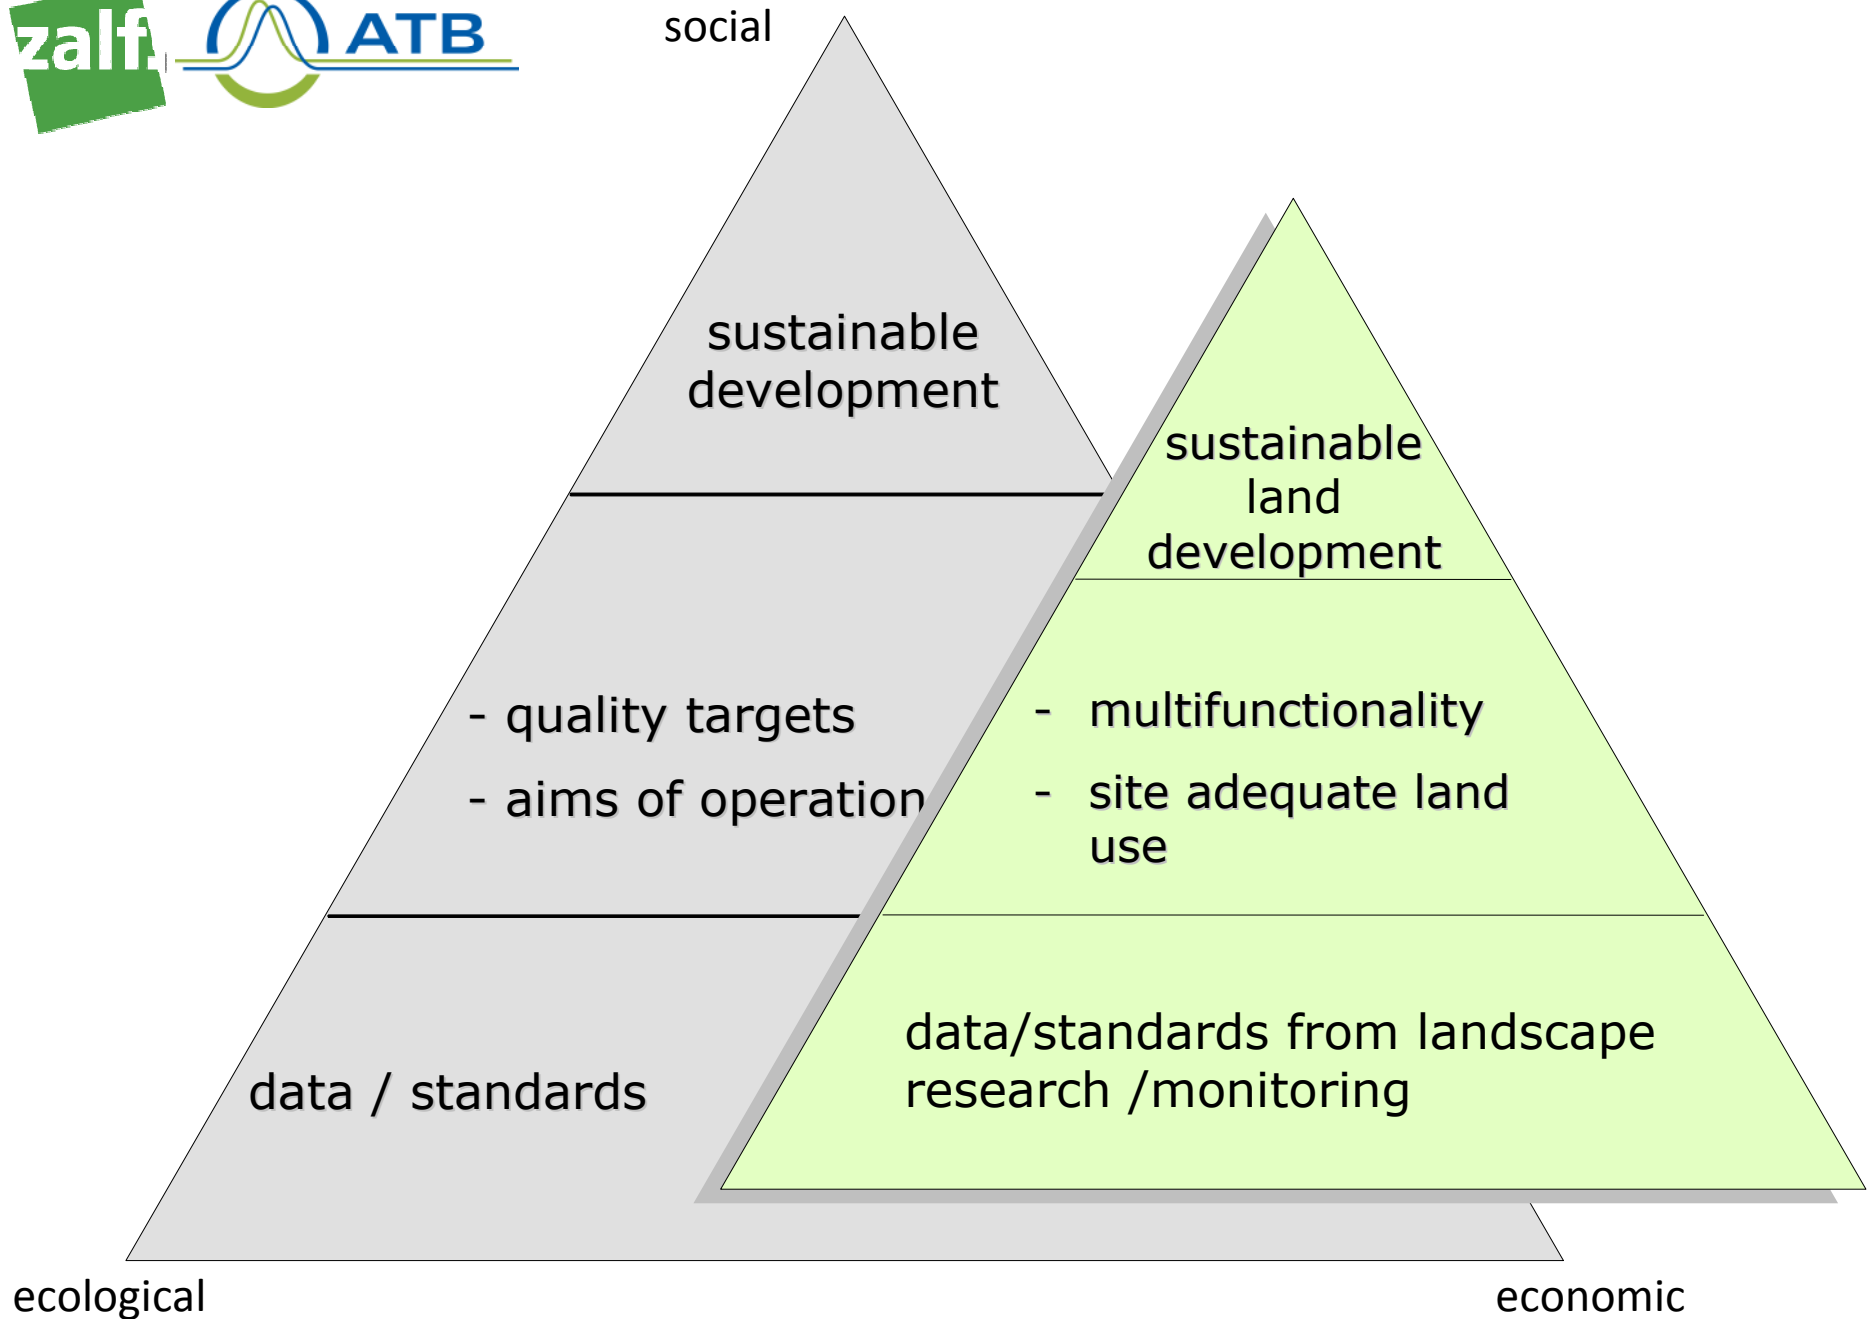 zalf.
ATB
social
sustainable
development
sustainable
land
development
- quality targets
- aims of operation
- multifunctionality
- site adequate land
use
data / standards
data/standards from landscape
research /monitoring
ecological
economic